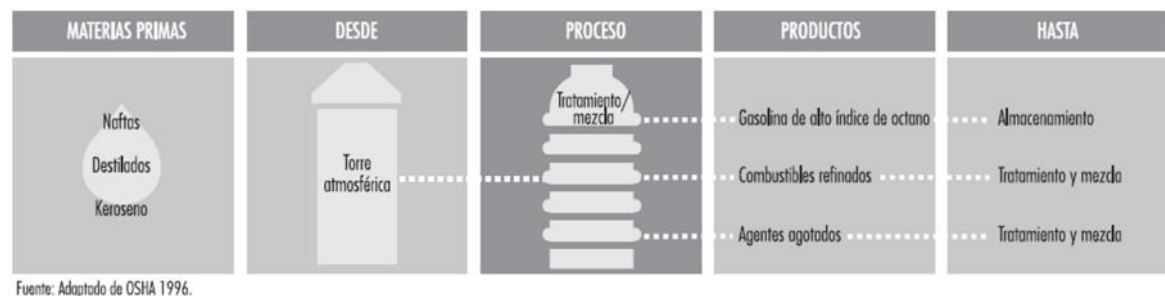 MATERIAS PRIMAS
DESDE
PROCESO
PRODUCTOS
HASTA
Naftas
Destilados
Keroseno
Torre
atmosférica
Tratamiento/
mezcla
Gasolina de alto índice de octano
Almacenamiento
Combustibles refinados
Tratamiento y mezcla
Agentes agotados
Tratamiento y mezcla
Fuente: Adaptado de OSHA 1996.